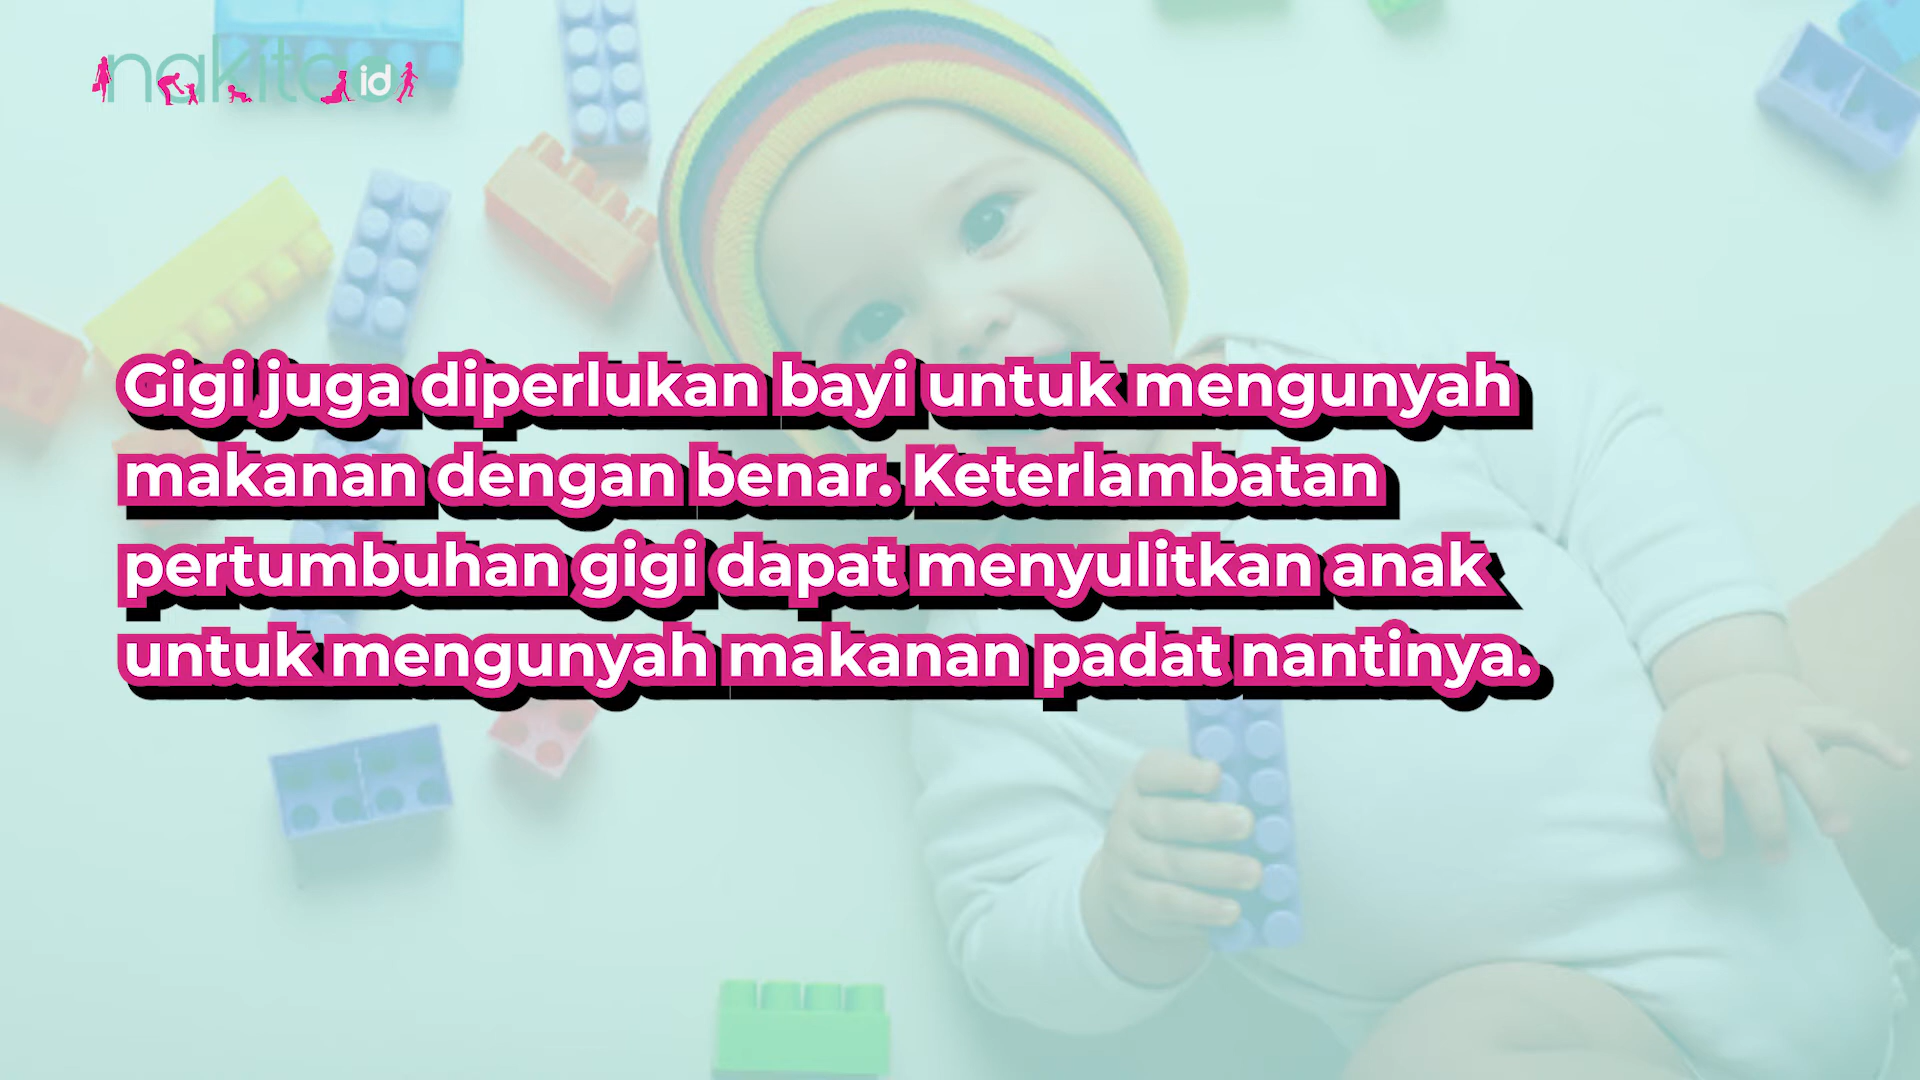 nakita id
Gigi juga diperlukan bayi untuk mengunyah
makanan dengan benar. Keterlambatan
pertumbuhan gigi dapat menyulitkan anak
untuk mengunyah makanan padat nantinya.